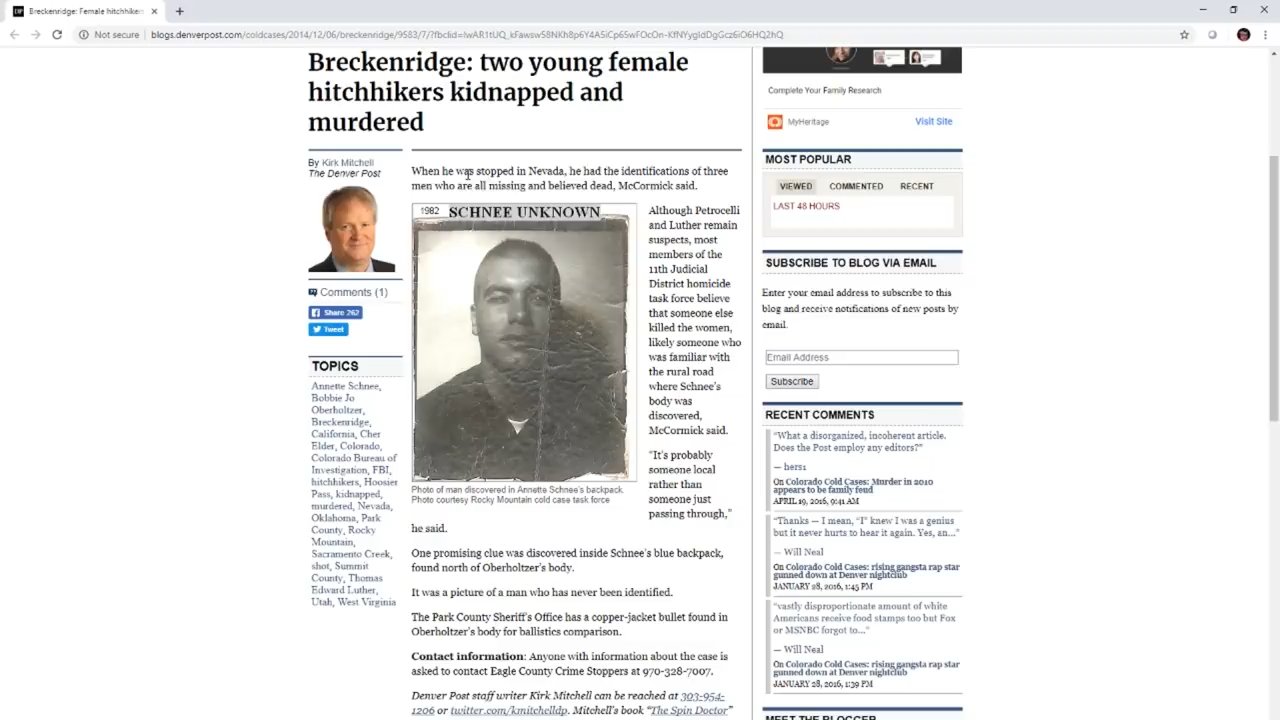 Breckenridge: Female hitchhikers
Not secure
blogs.denverpost.com/coldcases/2014/12/06/breckenridge/9583/7/?fbclid=
Breckenridge: two young female
hitchhikers kidnapped and
murdered
By Kirk Mitchell
The Denver Post
Comments (1)
Share 262
Tweet
TOPICS
Annette Schnee,
Bobbie Jo
Oberholtzer,
Breckenridge,
California, Cher
Elder, Colorado,
Colorado Bureau of
Investigation, FBI,
hitchhikers, Hoosier
Pass, kidnapped,
murdered, Nevada,
Oklahoma, Park
County, Rocky
Mountain,
Sacramento Creek,
shot, Summit
County, Thomas
Edward Luther,
Utah, West Virginia
When he was stopped in Nevada, he had the identifications of three
men who are all missing and believed dead, McCormick said.
1982 SCHNEE UNKNOWN
Photo of man discovered in Annette Schnee's backpack.
Photo courtesy Rocky Mountain cold case task force
Although Petrocelli
and Luther remain
suspects, most
members of the
11th Judicial
District homicide
task force believe
that someone else
killed the women,
likely someone who
was familiar with
the rural road
where Schnee's
body was
discovered,
McCormick said.
"It's probably
someone local
rather than
someone just
passing through,"
he said.
One promising clue was discovered inside Schnee's blue backpack,
found north of Oberholtzer's body.
It was a picture of a man who has never been identified.
The Park County Sheriff's Office has a copper-jacket bullet found in
Oberholtzer's body for ballistics comparison.
Contact information: Anyone with information about the case is
asked to contact Eagle County Crime Stoppers at 970-328-7007.
Denver Post staff writer Kirk Mitchell can be reached at 303-954-
1206 or twitter.com/kmitchelldp. Mitchell's book "The Spin Doctor"
Complete Your Family Research
MyHeritage
Visit Site
MOST POPULAR
VIEWED COMMENTED RECENT
LAST 48 HOURS
SUBSCRIBE TO BLOG VIA EMAIL
Enter your email address to subscribe to this
blog and receive notifications of new posts by
email.
Email Address
Subscribe
RECENT COMMENTS
"What a disorganized, incoherent article.
Does the Post employ any editors?"
— hers1
On Colorado Cold Cases: Murder in 2010
appears to be family feud
APRIL 19, 2016, 9:41 AM
"Thanks — I mean, "I" knew I was a genius
but it never hurts to hear it again. Yes, an..."
— Will Neal
On Colorado Cold Cases: rising gangsta rap star
gunned down at Denver nightclub
JANUARY 28, 2016, 1:45 PM
"vastly disproportionate amount of white
Americans receive food stamps too but Fox
or MSNBC forgot to..."
— Will Neal
On Colorado Cold Cases: rising gangsta rap star
gunned down at Denver nightclub
JANUARY 28, 2016, 1:39 PM
MEET THE BLOGGER